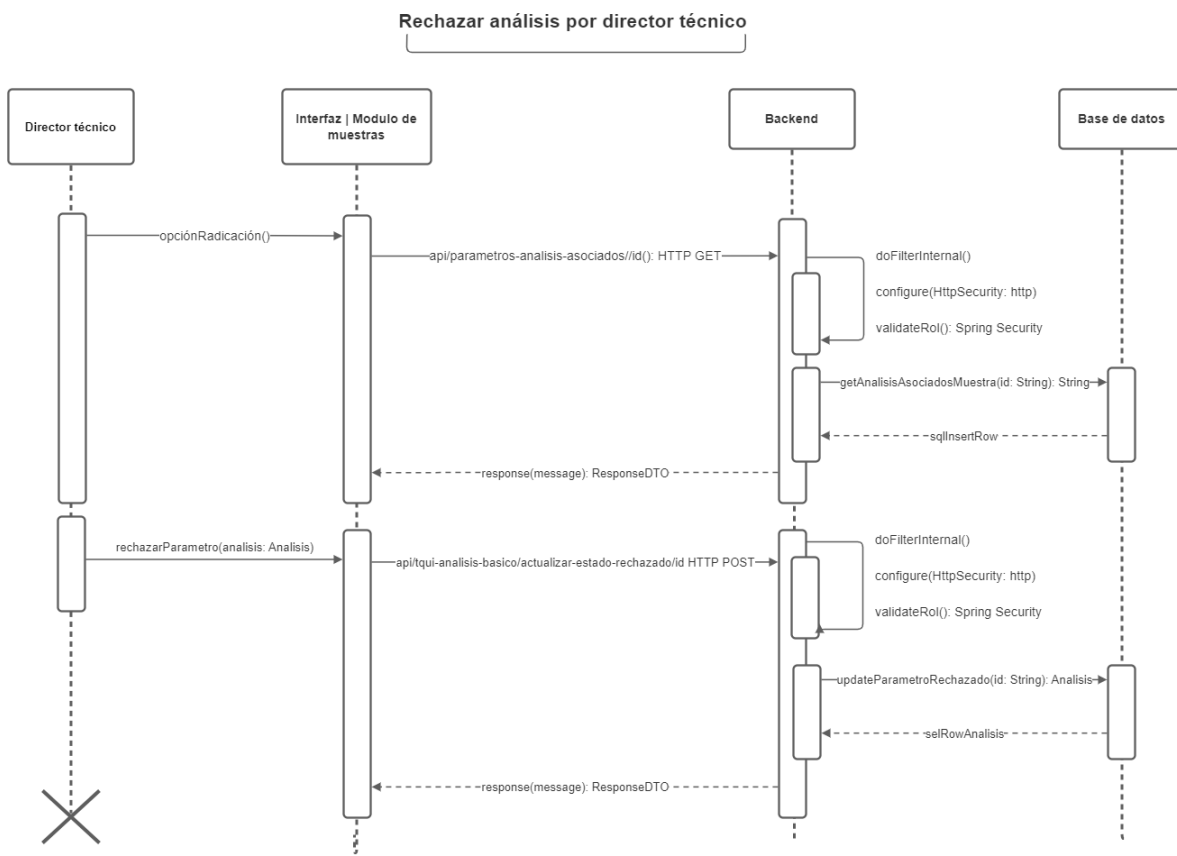 Rechazar análisis por director técnico
Director técnico
Interfaz | Modulo de
muestras
Backend
Base de datos
opciónRadicación()
api/parametros-analisis-asociados//id(): HTTP GET
doFilterInternal()
configure(HttpSecurity: http)
validateRol(): Spring Security
getAnalisisAsociadosMuestra(id: String): String
sqlInsertRow
response(message): ResponseDTO
rechazarParametro(analisis: Analisis)
api/tqui-analisis-basico/actualizar-estado-rechazado/id HTTP POST
doFilterInternal()
configure(HttpSecurity: http)
validateRol(): Spring Security
updateParametroRechazado(id: String): Analisis
selRowAnalisis
response(message): ResponseDTO